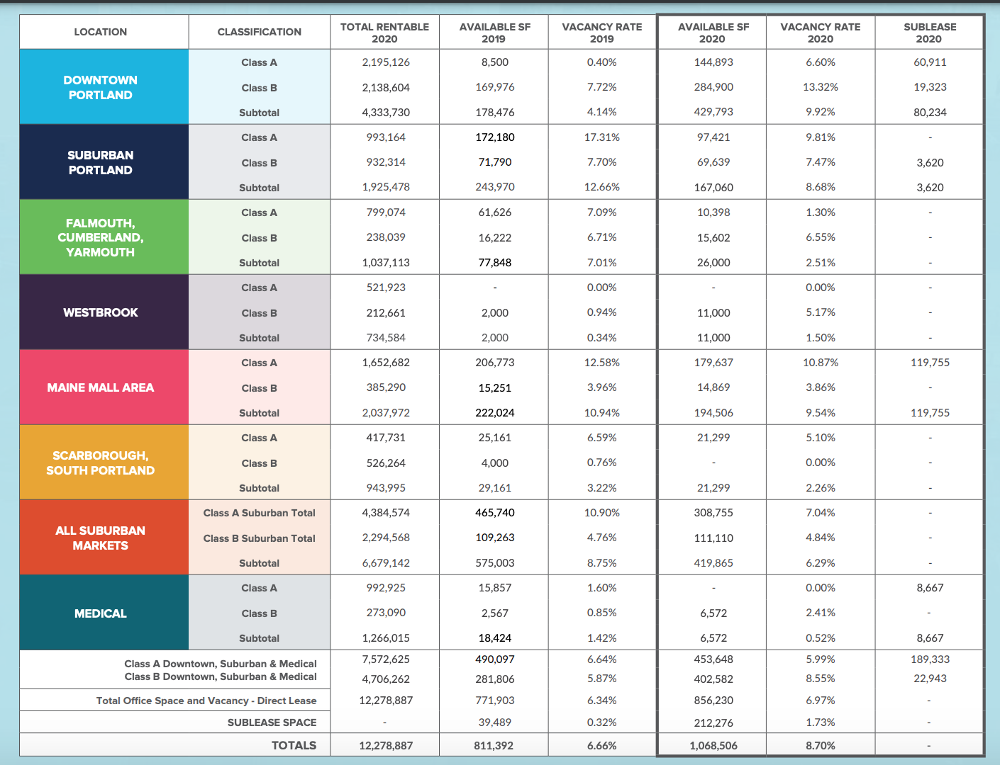 LOCATION CLASSIFICATION TOTAL RENTABLE 2020 AVAILABLE SF 2019 VACANCY RATE 2019 AVAILABLE SF 2020 VACANCY RATE 2020 SUBLEASE 2020
DOWNTOWN PORTLAND
Class A 2,195,126 8,500 0.40% 144,893 6.60% 60,911
Class B 2,138,604 169,976 7.72% 284,900 13.32% 19,323
Subtotal 4,333,730 178,476 4.14% 429,793 9.92% 80,234
SUBURBAN PORTLAND
Class A 993,164 172,180 17.31% 97,421 9.81% -
Class B 932,314 71,790 7.70% 69,639 7.47% 3,620
Subtotal 1,925,478 243,970 12.66% 167,060 8.68% 3,620
FALMOUTH, CUMBERLAND, YARMOUTH
Class A 799,074 61,626 7.09% 10,398 1.30% -
Class B 238,039 16,222 6.71% 15,602 6.55% -
Subtotal 1,037,113 77,848 7.01% 26,000 2.51% -
WESTBROOK
Class A 521,923 - 0.00% - 0.00% -
Class B 212,661 2,000 0.94% 11,000 5.17% -
Subtotal 734,584 2,000 0.34% 11,000 1.50% -
MAINE MALL AREA
Class A 1,652,682 206,773 12.58% 179,637 10.87% 119,755
Class B 385,290 15,251 3.96% 14,869 3.86% -
Subtotal 2,037,972 222,024 10.94% 194,506 9.54% 119,755
SCARBOROUGH, SOUTH PORTLAND
Class A 417,731 25,161 6.59% 21,299 5.10% -
Class B 526,264 4,000 0.76% - 0.00% -
Subtotal 943,995 29,161 3.22% 21,299 2.26% -
ALL SUBURBAN MARKETS
Class A Suburban Total 4,384,574 465,740 10.90% 308,755 7.04% -
Class B Suburban Total 2,294,568 109,263 4.76% 111,110 4.84% -
Subtotal 6,679,142 575,003 8.75% 419,865 6.29% -
MEDICAL
Class A 992,925 15,857 1.60% - 0.00% 8,667
Class B 273,090 2,567 0.85% 6,572 2.41% -
Subtotal 1,266,015 18,424 1.42% 6,572 0.52% 8,667
Class A Downtown, Suburban & Medical 7,572,625 490,097 6.64% 453,648 5.99% 189,333
Class B Downtown, Suburban & Medical 4,706,262 281,806 5.87% 402,582 8.55% 22,943
Total Office Space and Vacancy - Direct Lease 12,278,887 771,903 6.34% 856,230 6.97% -
SUBLEASE SPACE - 39,489 0.32% 212,276 1.73% -
TOTALS 12,278,887 811,392 6.66% 1,068,506 8.70% -